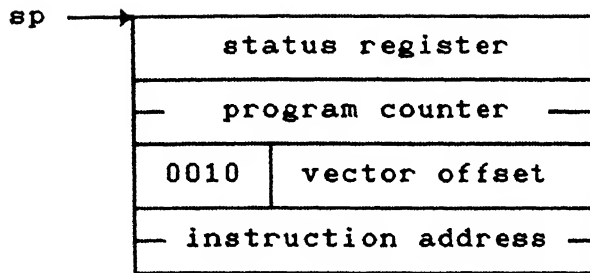 sp
status register
program counter
0010 vector offset
instruction address